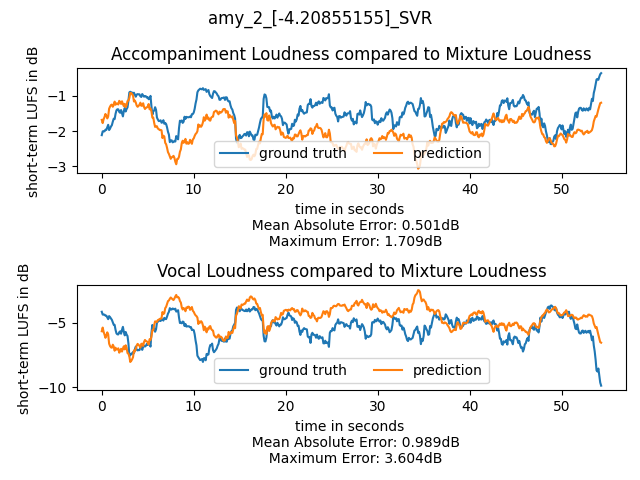 amy_2_[-4.20855155]_SVR
Accompaniment Loudness compared to Mixture Loudness
short-term LUFS in dB
−1
−2
−3
ground truth prediction
0 10 20 30 40 50
time in seconds
Mean Absolute Error: 0.501dB
Maximum Error: 1.709dB
Vocal Loudness compared to Mixture Loudness
short-term LUFS in dB
−5
−10
ground truth prediction
0 10 20 30 40 50
time in seconds
Mean Absolute Error: 0.989dB
Maximum Error: 3.604dB